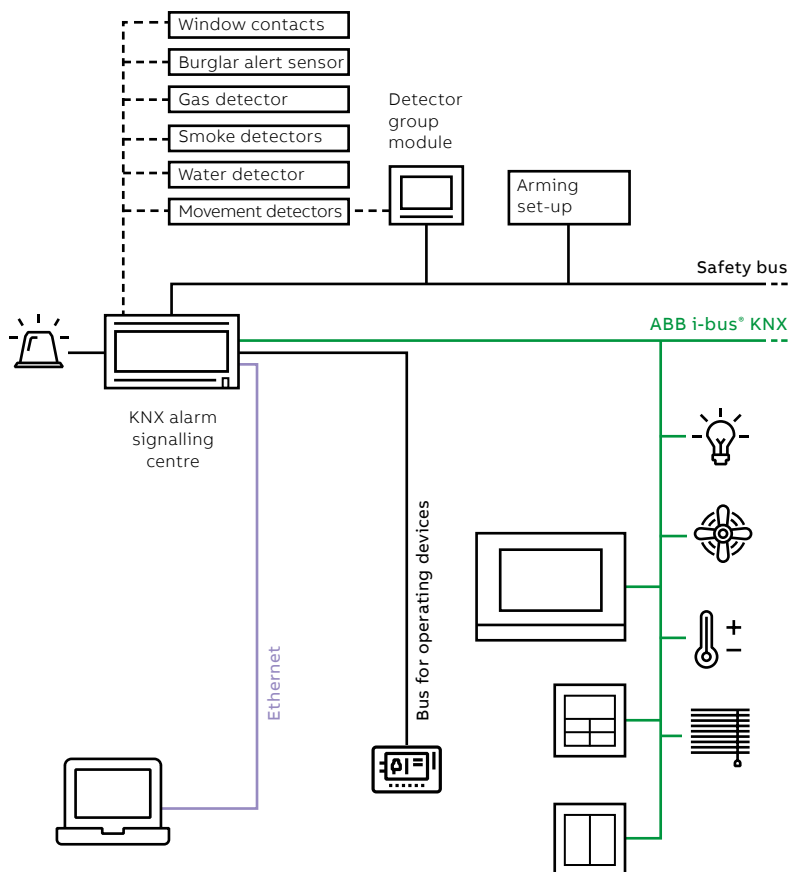 Window contacts
Burglar alert sensor
Gas detector
Smoke detectors
Water detector
Movement detectors
Detector
group
module
Arming
set-up
Safety bus
ABB i-bus® KNX
KNX alarm
signalling
centre
Ethernet
Bus for operating devices